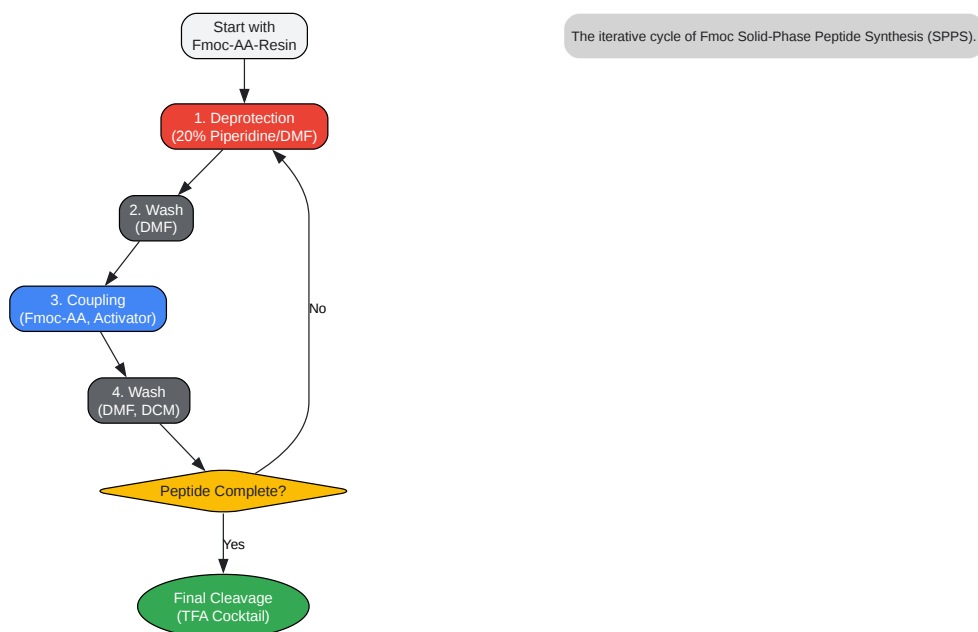 Start with
Fmoc-AA-Resin
The iterative cycle of Fmoc Solid-Phase Peptide Synthesis (SPPS).
1. Deprotection
(20% Piperidine/DMF)
2. Wash
(DMF)
3. Coupling
(Fmoc-AA, Activator)
No
4. Wash
(DMF, DCM)
Peptide Complete?
Yes
Final Cleavage
(TFA Cocktail)